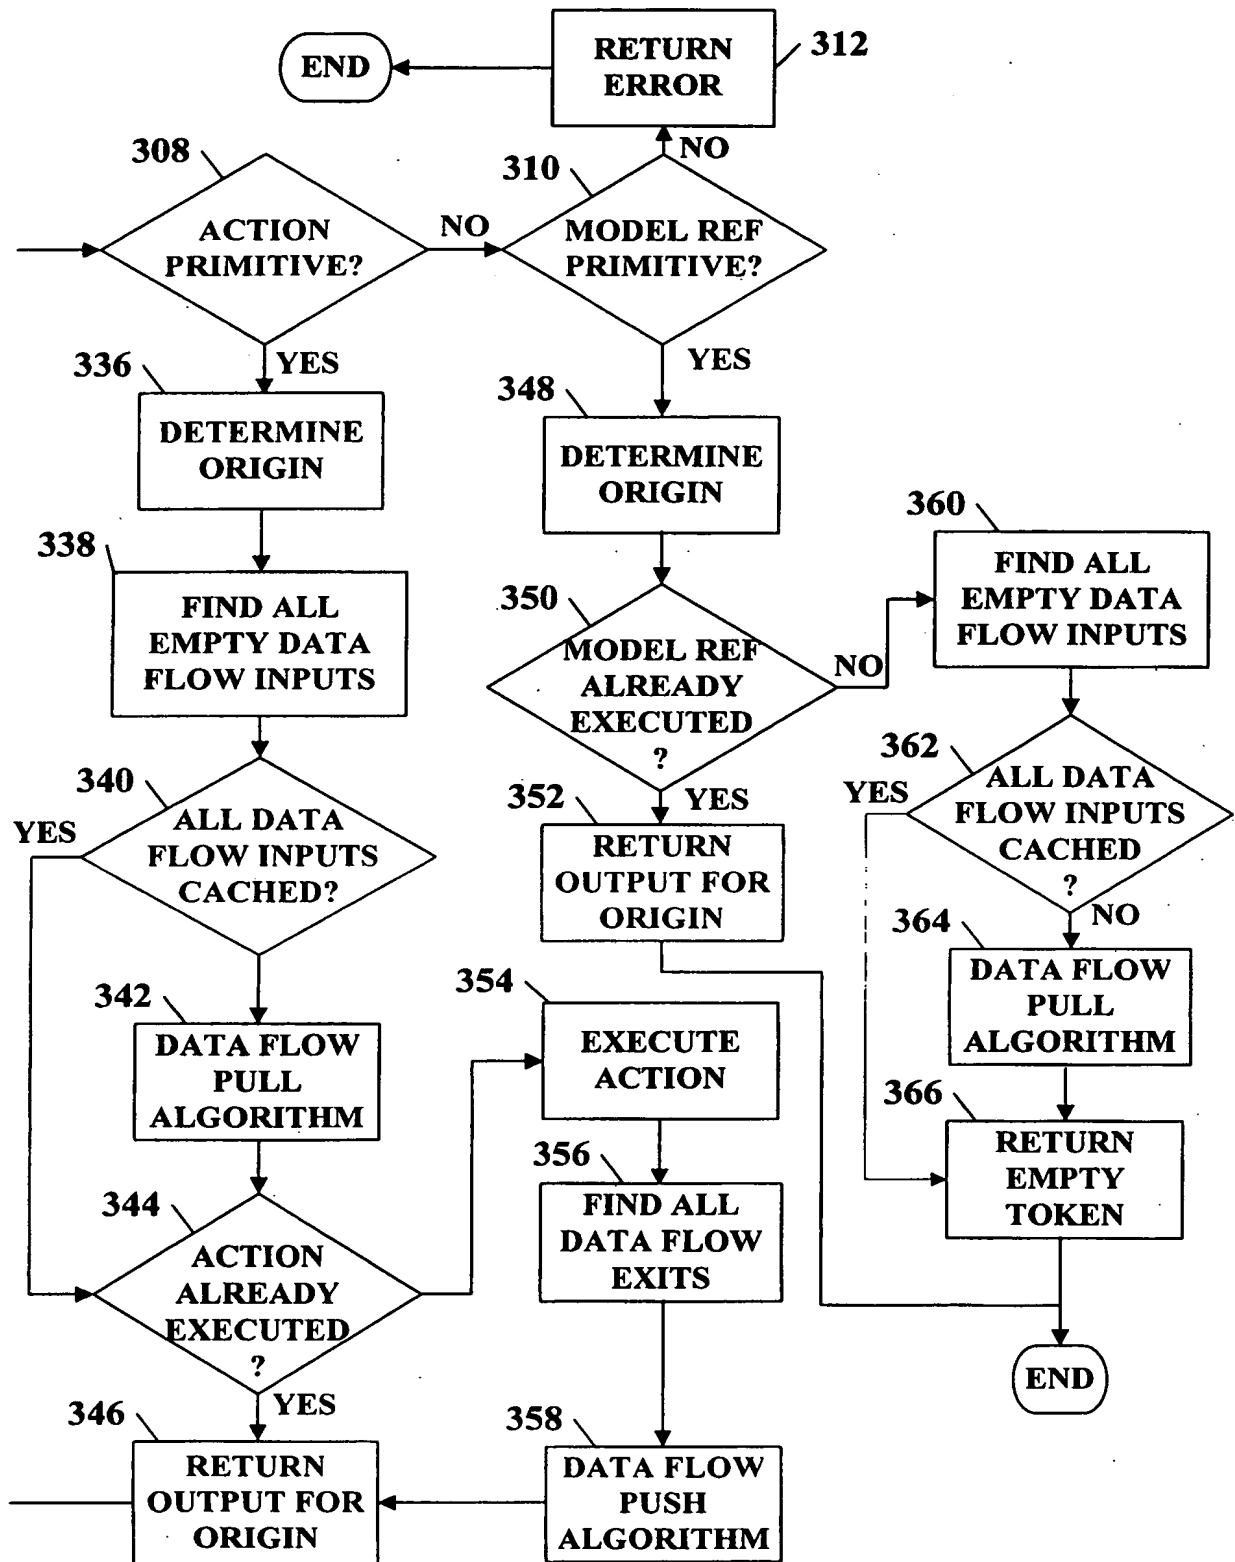 END
RETURN
ERROR
312
308
ACTION
PRIMITIVE?
NO
310
NO
MODEL REF
PRIMITIVE?
YES
YES
336
DETERMINE
ORIGIN
348
DETERMINE
ORIGIN
338
FIND ALL
EMPTY DATA
FLOW INPUTS
350
MODEL REF
ALREADY
EXECUTED
?
NO
360
FIND ALL
EMPTY DATA
FLOW INPUTS
340
YES
ALL DATA
FLOW INPUTS
CACHED?
YES
352
RETURN
OUTPUT FOR
ORIGIN
362
YES
ALL DATA
FLOW INPUTS
CACHED
?
NO
342
DATA FLOW
PULL
ALGORITHM
354
EXECUTE
ACTION
364
DATA FLOW
PULL
ALGORITHM
344
ACTION
ALREADY
EXECUTED
?
YES
356
FIND ALL
DATA FLOW
EXITS
366
RETURN
EMPTY
TOKEN
END
346
RETURN
OUTPUT FOR
ORIGIN
358
DATA FLOW
PUSH
ALGORITHM